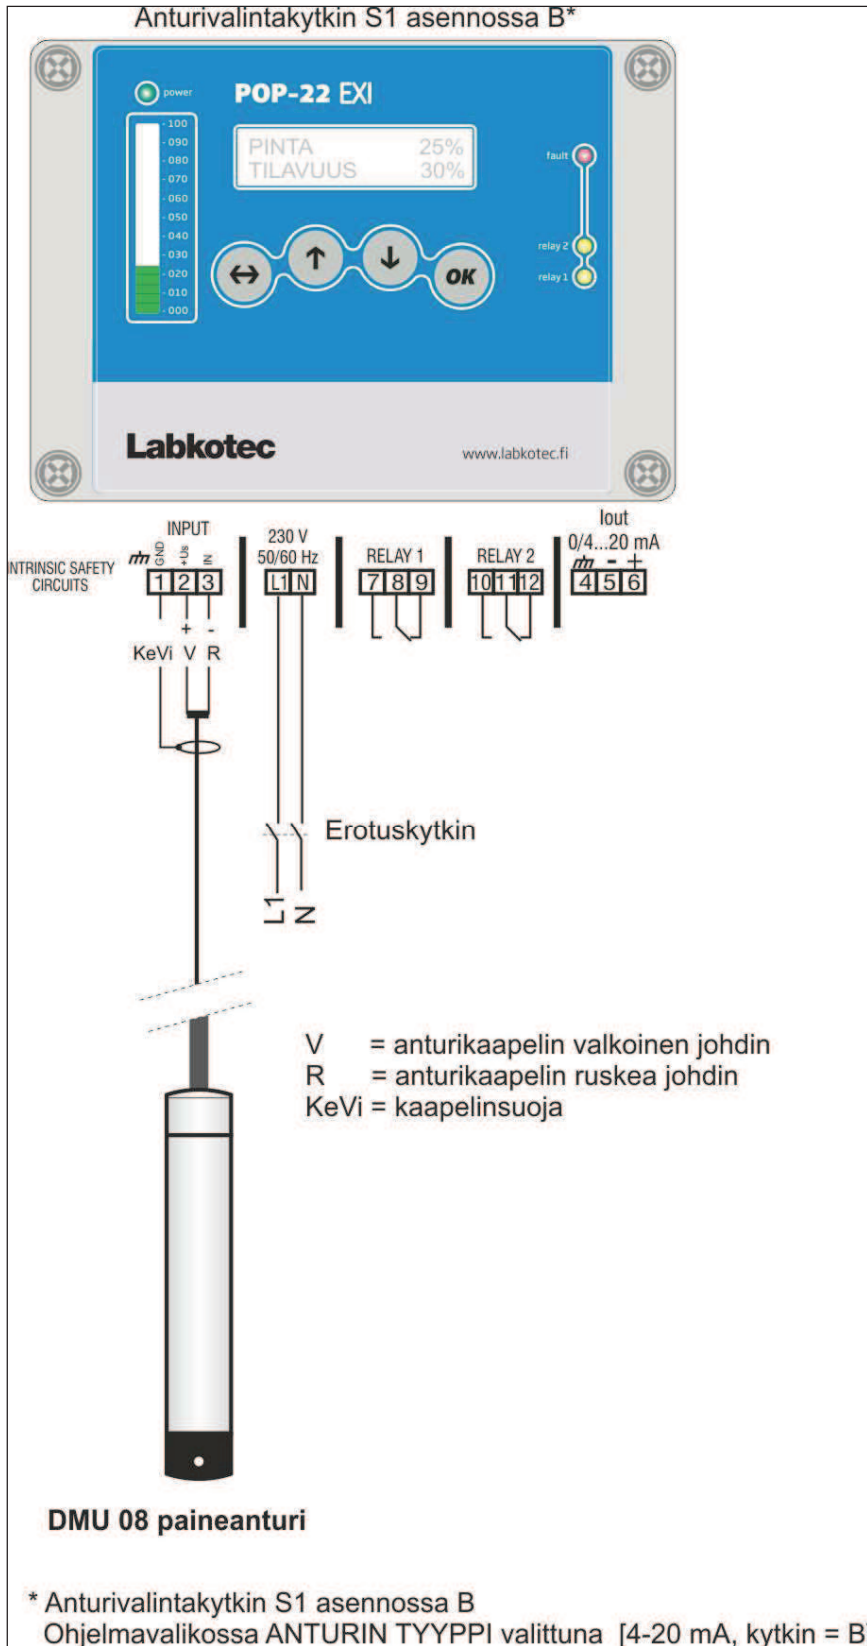 Anturivalintakytkin S1 asennossa B*
power
POP-22 EXI
100
090
080
070
060
050
040
030
020
010
000
PINTA 25%
TILAVUUS 30%
fault
relay 2
relay 1
OK
Labkotec
www.labkotec.fi
INPUT
GND
+Us
IN
230 V
50/60 Hz
RELAY 1
RELAY 2
Iout
0/4...20 mA
- +
NTRINSIC SAFETY
CIRCUITS
1 2 3
L1 N
7 8 9
10 11 12
4 5 6
+ -
KeVi V R
Erotuskytkin
L1
N
V = anturikaapelin valkoinen johdin
R = anturikaapelin ruskea johdin
KeVi = kaapelinsuoja
DMU 08 paineanturi
* Anturivalintakytkin S1 asennossa B
Ohjelmavalikossa ANTURIN TYYPPI valittuna [4-20 mA, kytkin = B]